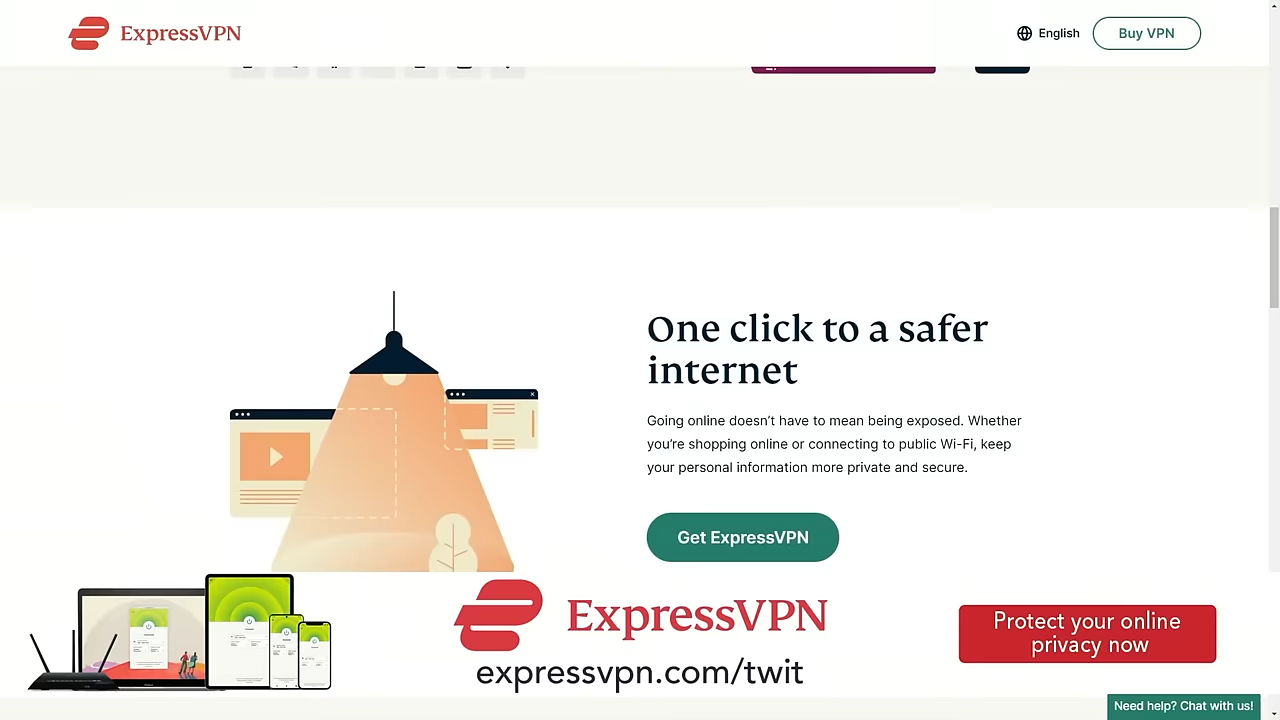 ExpressVPN
English
Buy VPN
One click to a safer
internet
Going online doesn’t have to mean being exposed. Whether
you’re shopping online or connecting to public Wi-Fi, keep
your personal information more private and secure.
Get ExpressVPN
ExpressVPN
expressvpn.com/twit
Protect your online
privacy now
Need help? Chat with us!